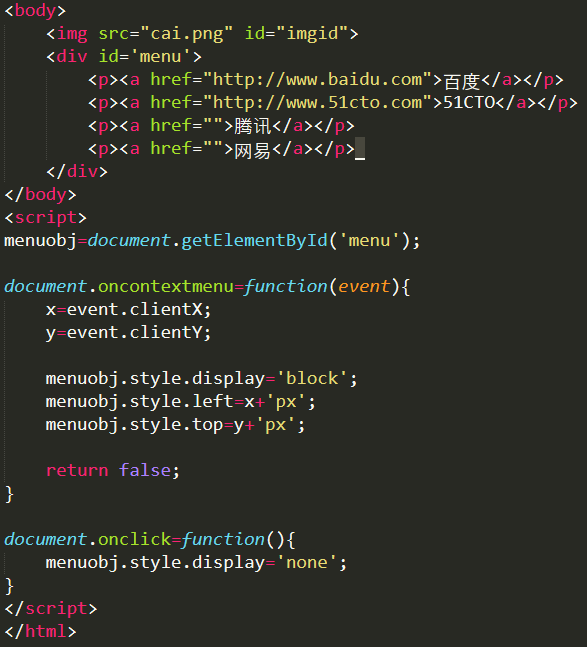 <body>
    <img src="cai.png" id="imgid">
    <div id='menu'>
        <p><a href="http://www.baidu.com">百度</a></p>
        <p><a href="http://www.51cto.com">51CTO</a></p>
        <p><a href="">腾讯</a></p>
        <p><a href="">网易</a></p>
    </div>
</body>
<script>
menuobj=document.getElementById('menu');

document.oncontextmenu=function(event){
    x=event.clientX;
    y=event.clientY;

    menuobj.style.display='block';
    menuobj.style.left=x+'px';
    menuobj.style.top=y+'px';

    return false;
}

document.onclick=function(){
    menuobj.style.display='none';
}
</script>
</html>